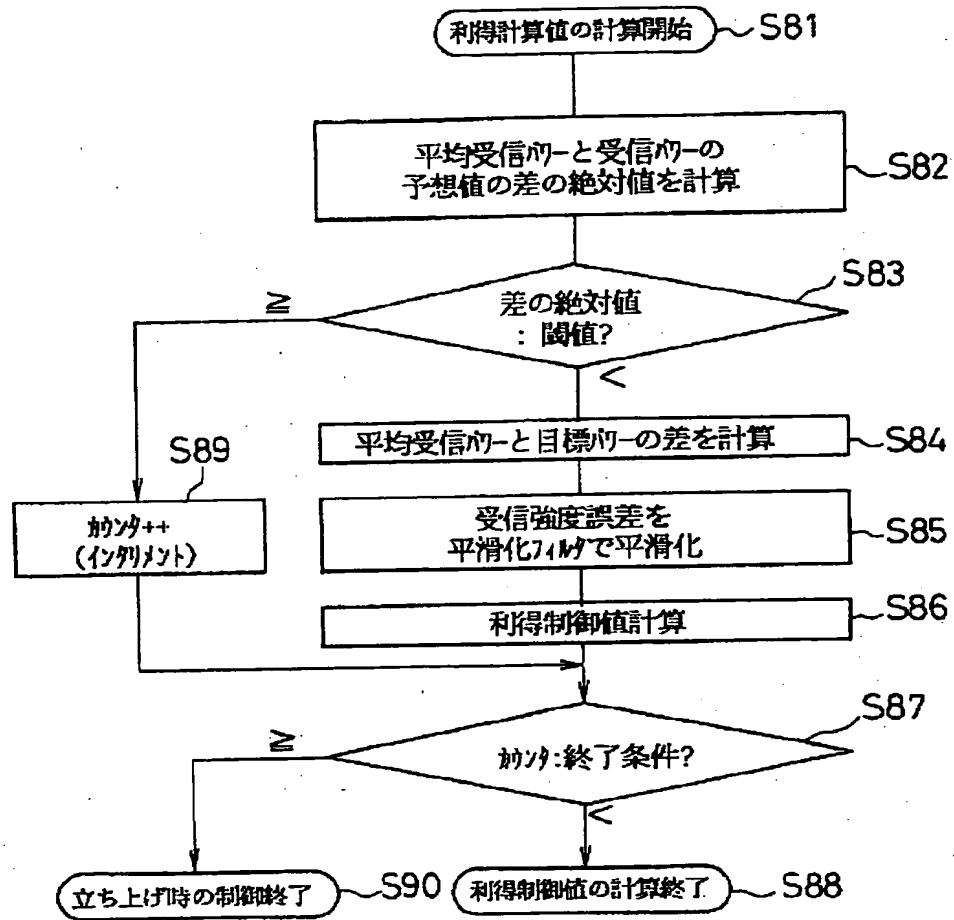 利得計算値の計算開始
S81
平均受信ﾊﾟﾜｰと受信ﾊﾟﾜｰの
予想値の差の絶対値を計算
S82
差の絶対値
: 閾値?
S83
≧
<
平均受信ﾊﾟﾜｰと目標ﾊﾟﾜｰの差を計算
S84
S89
ｶｳﾝﾀ++
(ｲﾝｸﾘﾒﾝﾄ)
受信強度誤差を
平滑化ﾌｨﾙﾀで平滑化
S85
利得制御値計算
S86
ｶｳﾝﾀ:終了条件?
S87
≧
<
立ち上げ時の制御終了
S90
利得制御値の計算終了
S88